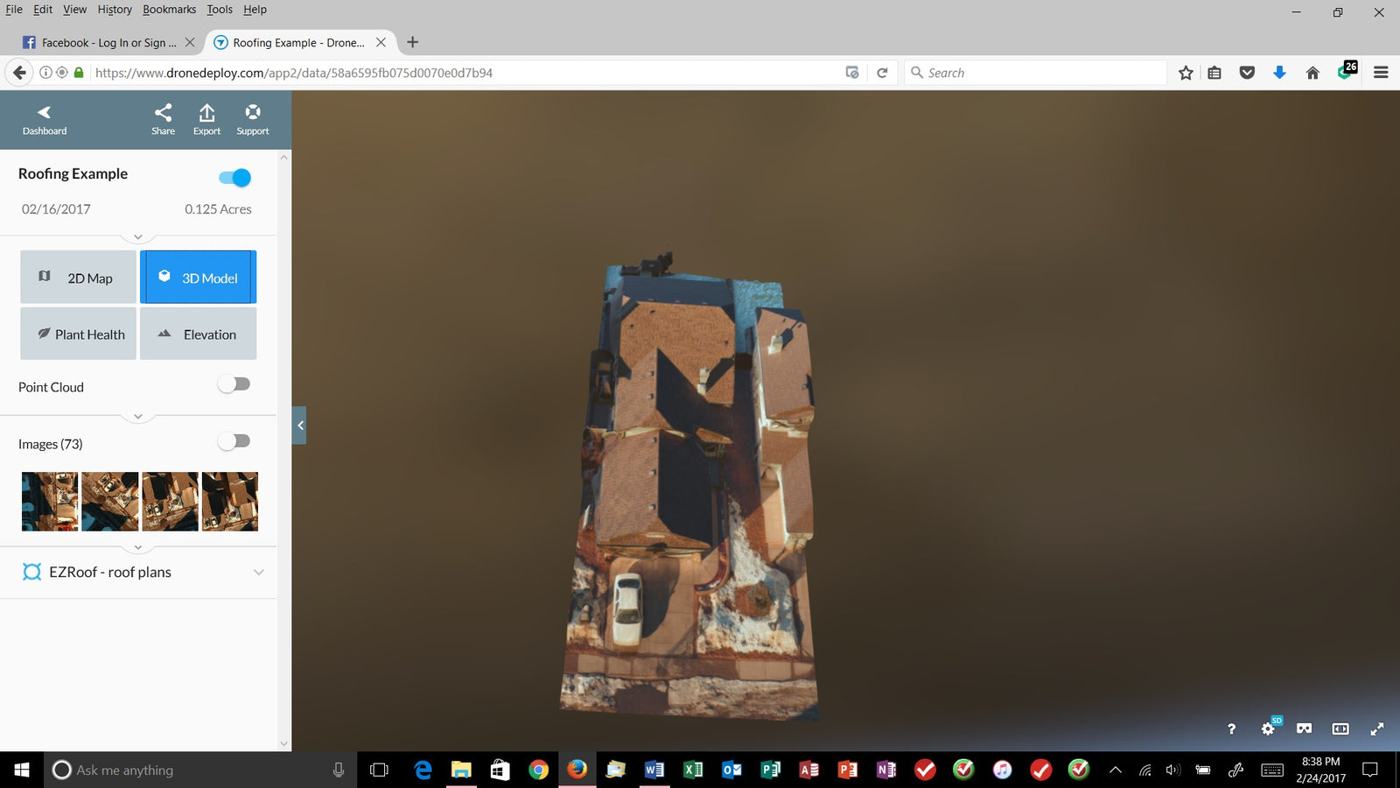 File Edit View History Bookmarks Tools Help
Facebook - Log In or Sign ...
Roofing Example - Drone...
https://www.dronedeploy.com/app2/data/58a6595fb075d0070e0d7b94
Search
26
Dashboard
Share
Export
Support
Roofing Example
02/16/2017
0.125 Acres
2D Map
3D Model
Plant Health
Elevation
Point Cloud
Images (73)
EZRoof - roof plans
?
SD
Ask me anything
8:38 PM
2/24/2017